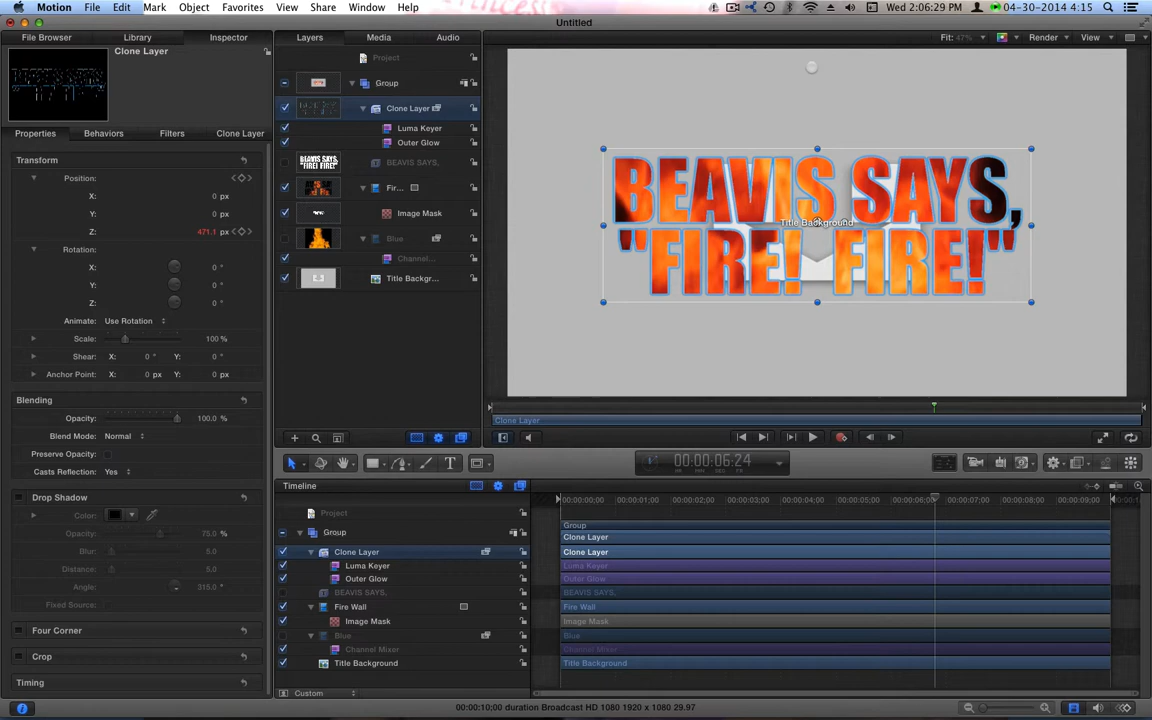 Motion File Edit Mark Object Favorites View Share Window Help
Wed 2:06:29 PM 04-30-2014 4:15
Untitled
File Browser Library Inspector
Layers Media Audio
Fit: 47% Render View
Clone Layer
Project
Group
Clone Layer
Luma Keyer
Outer Glow
BEAVIS SAYS,
"FIRE! FIRE!"
BEAVIS SAYS,
Fir...
Image Mask
Blue
Channel...
Title Backgr...
BEAVIS SAYS,
Title Background
"FIRE! FIRE!"
Properties Behaviors Filters Clone Layer
Transform
Position:
X: 0 px
Y: 0 px
Z: 471.1 px
Rotation:
X: 0 °
Y: 0 °
Z: 0 °
Animate: Use Rotation
Scale: 100 %
Shear: X: 0 ° Y: 0 °
Anchor Point: X: 0 px Y: 0 px
Blending
Opacity: 100.0 %
Blend Mode: Normal
Preserve Opacity:
Casts Reflection: Yes
Drop Shadow
Color:
Opacity: 75.0 %
Blur: 5.0
Distance: 5.0
Angle: 315.0 °
Fixed Source:
Four Corner
Crop
Timing
Clone Layer
00:00:06:24
Timeline
00:00:00;00 00:00:01;00 00:00:02;00 00:00:03;00 00:00:04;00 00:00:05;00 00:00:06;00 00:00:07;00 00:00:08;00 00:00:09;00
Project
Group Group
Clone Layer
Clone Layer Clone Layer
Luma Keyer Luma Keyer
Outer Glow Outer Glow
BEAVIS SAYS, BEAVIS SAYS,
Fire Wall Fire Wall
Image Mask Image Mask
Blue Blue
Channel Mixer Channel Mixer
Title Background Title Background
Custom
00:00:10;00 duration Broadcast HD 1080 1920 x 1080 29.97